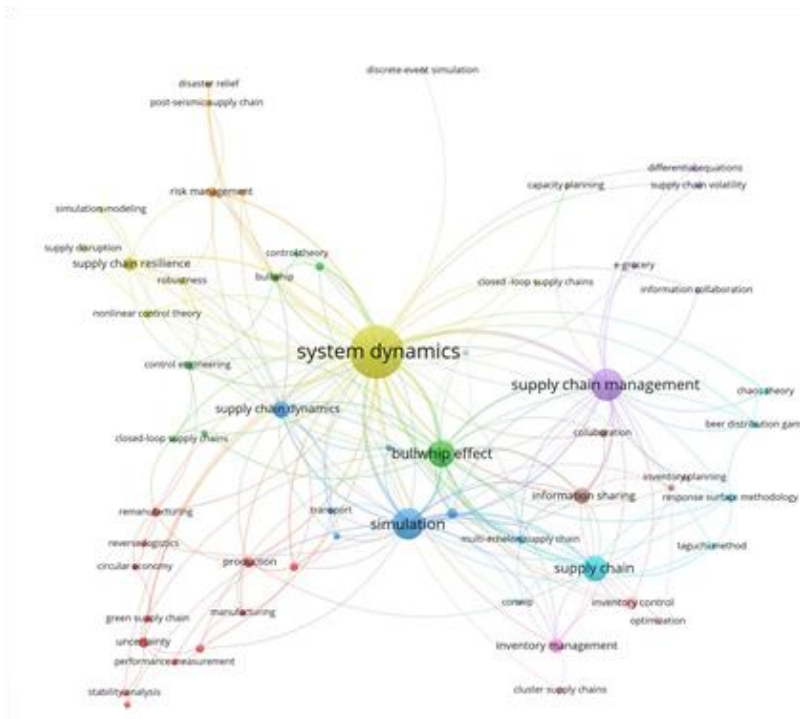 discrete-event simulation
disaster relief
post-seismic supply chain
differential equations
capacity planning
supply chain volatility
risk management
simulation modeling
supply disruption
control theory
supply chain resilience
e-grocery
bullwhip
robustness
closed -loop supply chains
information collaboration
nonlinear control theory
system dynamics
control engineering
supply chain management
chaos theory
supply chain dynamics
beer distribution gam
collaboration
closed-loop supply chains
bullwhip effect
inventory planning
information sharing
response surface methodology
remanufacturing
transport
simulation
multi-echelon supply chain
reverse logistics
taguchi method
production
circular economy
supply chain
conwip
inventory control
manufacturing
green supply chain
optimization
uncertainty
inventory management
performance measurement
cluster supply chains
stability analysis